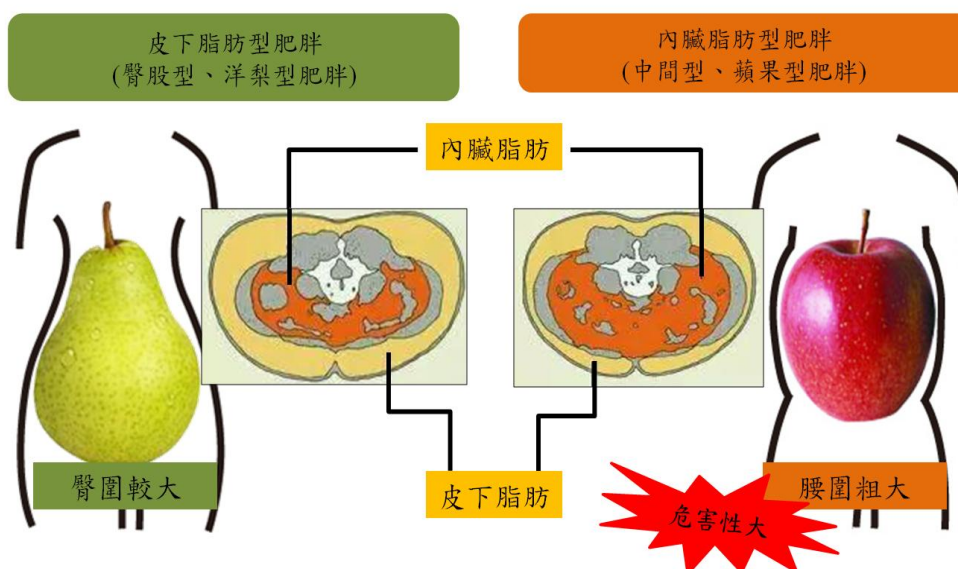 皮下脂肪型肥胖
(臀股型、洋梨型肥胖)
內臟脂肪型肥胖
(中間型、蘋果型肥胖)
內臟脂肪
皮下脂肪
臀圍較大
腰圍粗大
危害性大